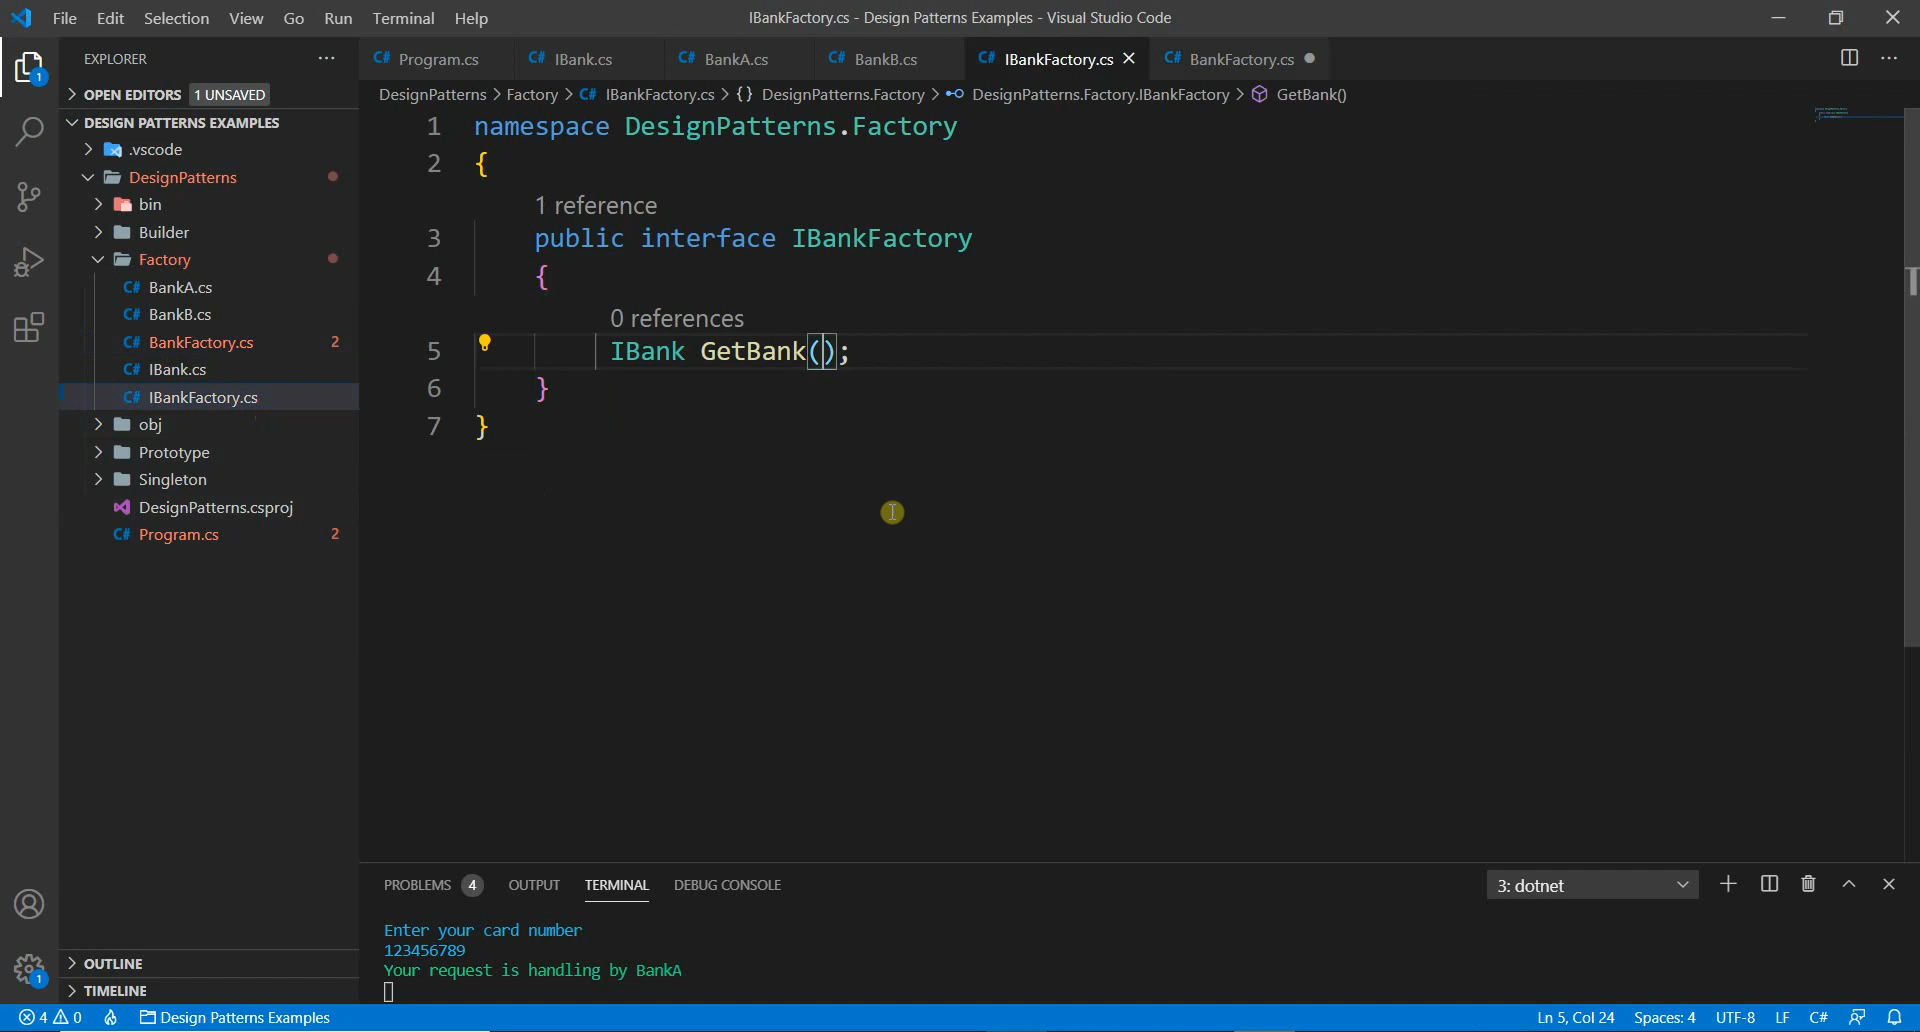 File Edit Selection View Go Run Terminal Help
IBankFactory.cs - Design Patterns Examples - Visual Studio Code
EXPLORER
C# Program.cs
C# IBank.cs
C# BankA.cs
C# BankB.cs
C# IBankFactory.cs
C# BankFactory.cs
OPEN EDITORS 1 UNSAVED
DESIGN PATTERNS EXAMPLES
.vscode
DesignPatterns
bin
Builder
Factory
C# BankA.cs
C# BankB.cs
C# BankFactory.cs 2
C# IBank.cs
C# IBankFactory.cs
obj
Prototype
Singleton
DesignPatterns.csproj
C# Program.cs 2
OUTLINE
TIMELINE
1
1
DesignPatterns > Factory > C# IBankFactory.cs > {} DesignPatterns.Factory > DesignPatterns.Factory.IBankFactory > GetBank()
1 namespace DesignPatterns.Factory
2 {
1 reference
3 public interface IBankFactory
4 {
0 references
5 IBank GetBank();
6 }
7 }
PROBLEMS 4 OUTPUT TERMINAL DEBUG CONSOLE
3: dotnet
Enter your card number
123456789
Your request is handling by BankA
4 0 Design Patterns Examples
Ln 5, Col 24 Spaces: 4 UTF-8 LF C#